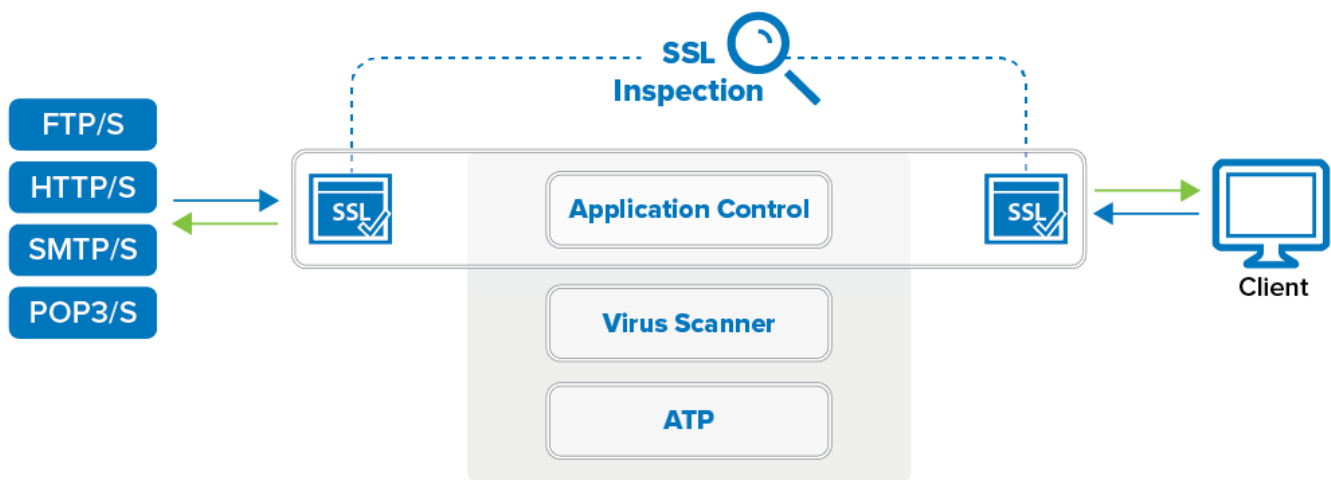 SSL
Inspection
FTP/S
HTTP/S
SMTP/S
POP3/S
SSL
Application Control
SSL
Virus Scanner
ATP
Client